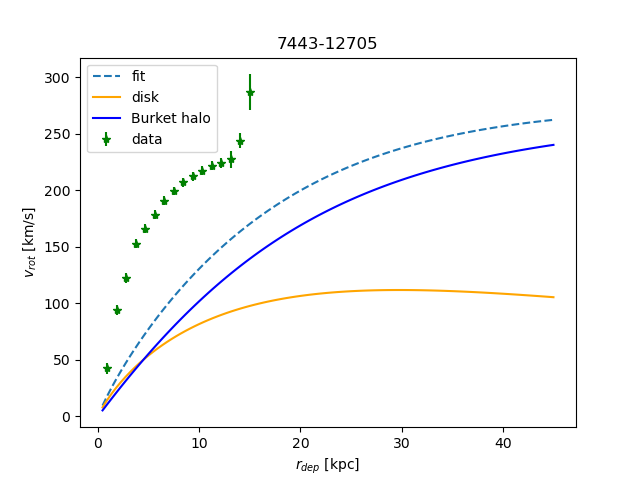 7443-12705
fit
disk
Burket halo
data
300
250
200
150
100
50
0
v_rot [km/s]
0 10 20 30 40
r_dep [kpc]